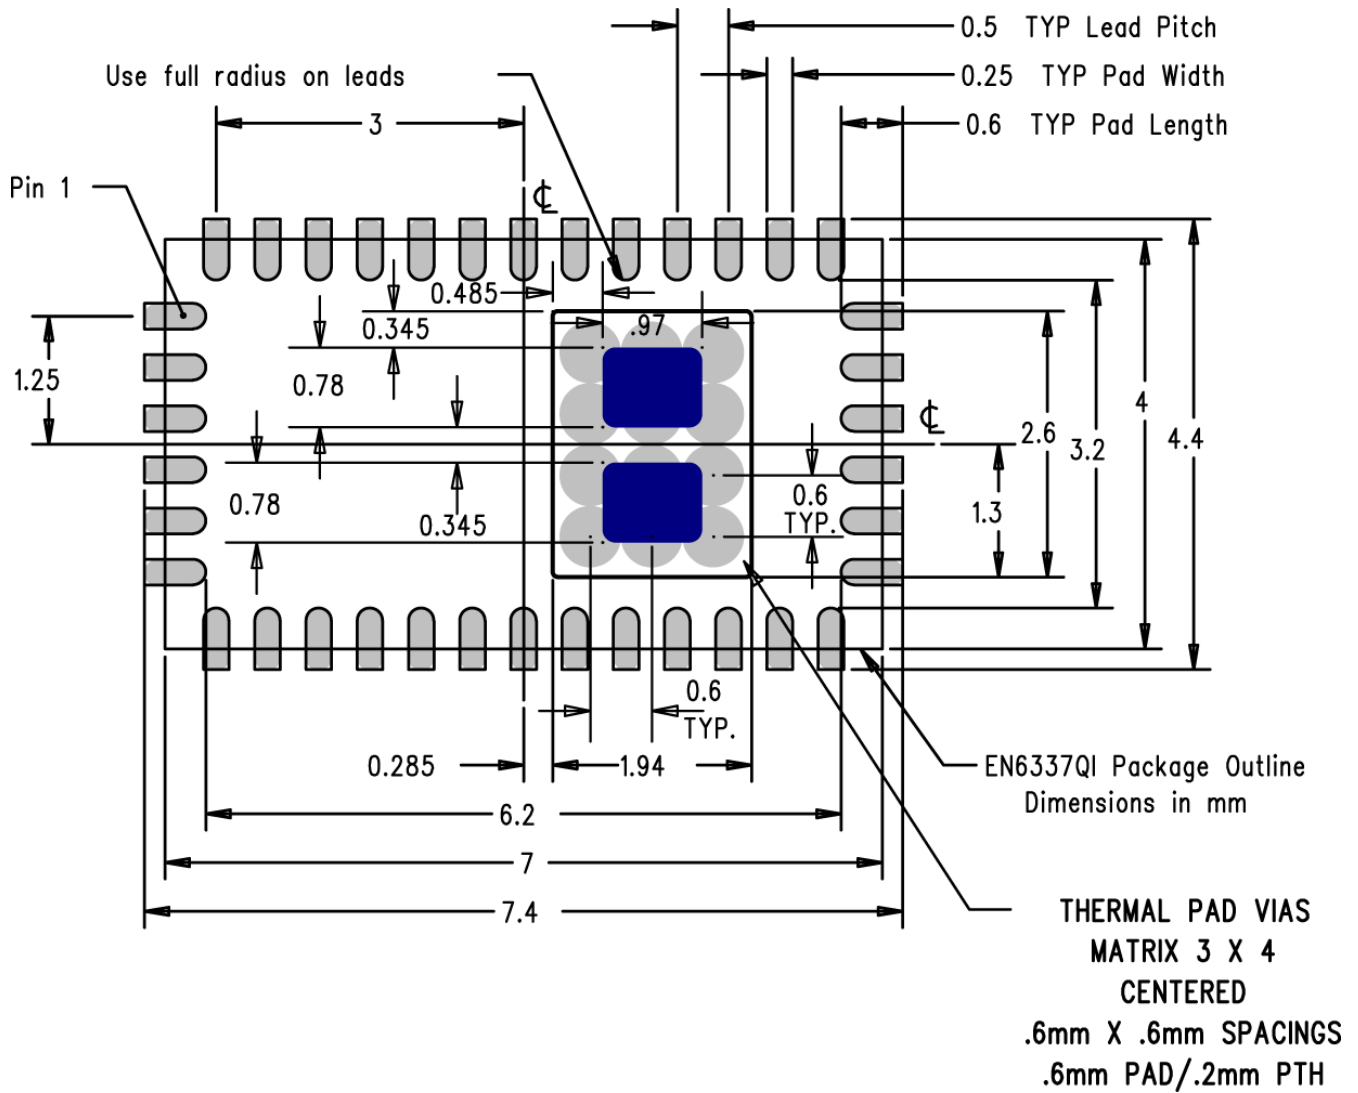 0.5 TYP Lead Pitch
Use full radius on leads
0.25 TYP Pad Width
3
0.6 TYP Pad Length
Pin 1
℄
0.485
0.345
.97
1.25
0.78
4
℄
2.6
3.2
4.4
0.78
0.6
TYP.
1.3
0.345
0.6
TYP.
0.285
1.94
EN6337QI Package Outline
Dimensions in mm
6.2
7
7.4
THERMAL PAD VIAS
MATRIX 3 X 4
CENTERED
.6mm X .6mm SPACINGS
.6mm PAD/.2mm PTH